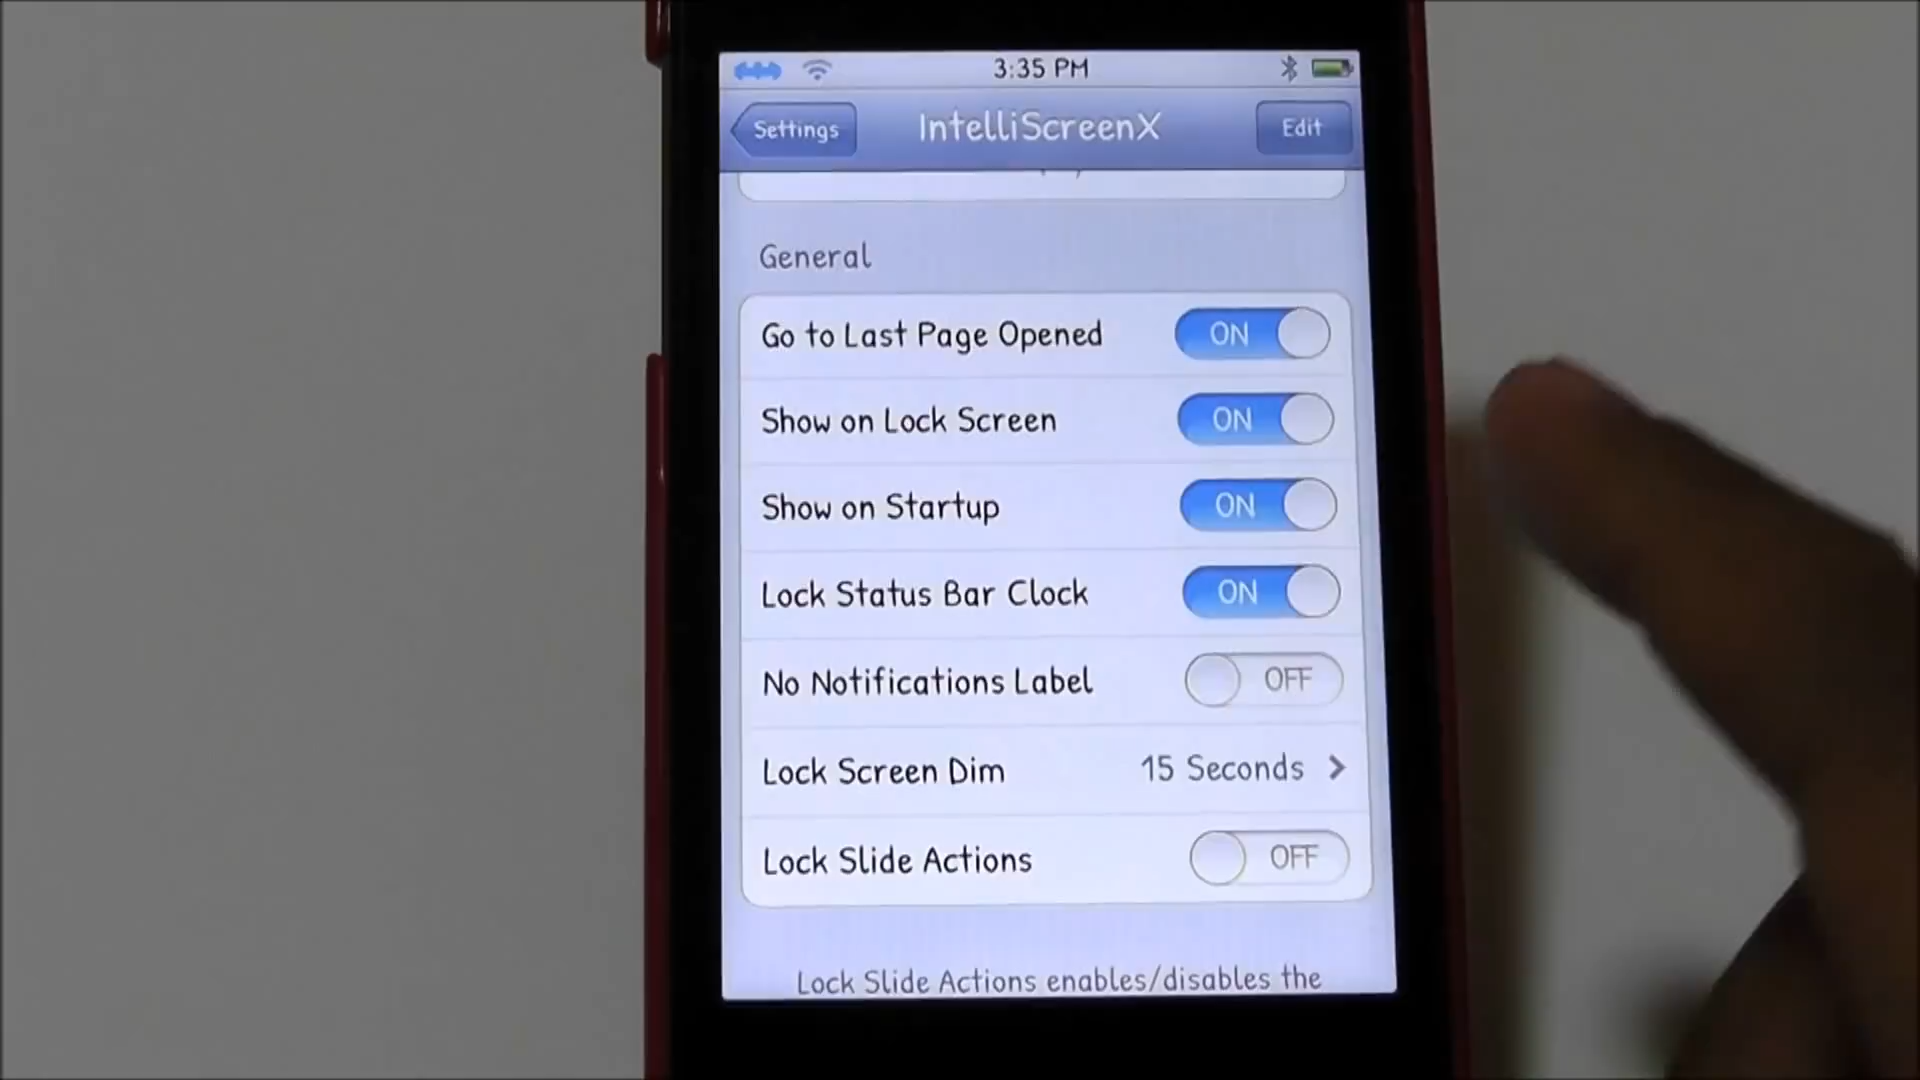 3:35 PM
Settings
IntelliScreenX
Edit
General
Go to Last Page Opened ON
Show on Lock Screen ON
Show on Startup ON
Lock Status Bar Clock ON
No Notifications Label OFF
Lock Screen Dim 15 Seconds
Lock Slide Actions OFF
Lock Slide Actions enables/disables the